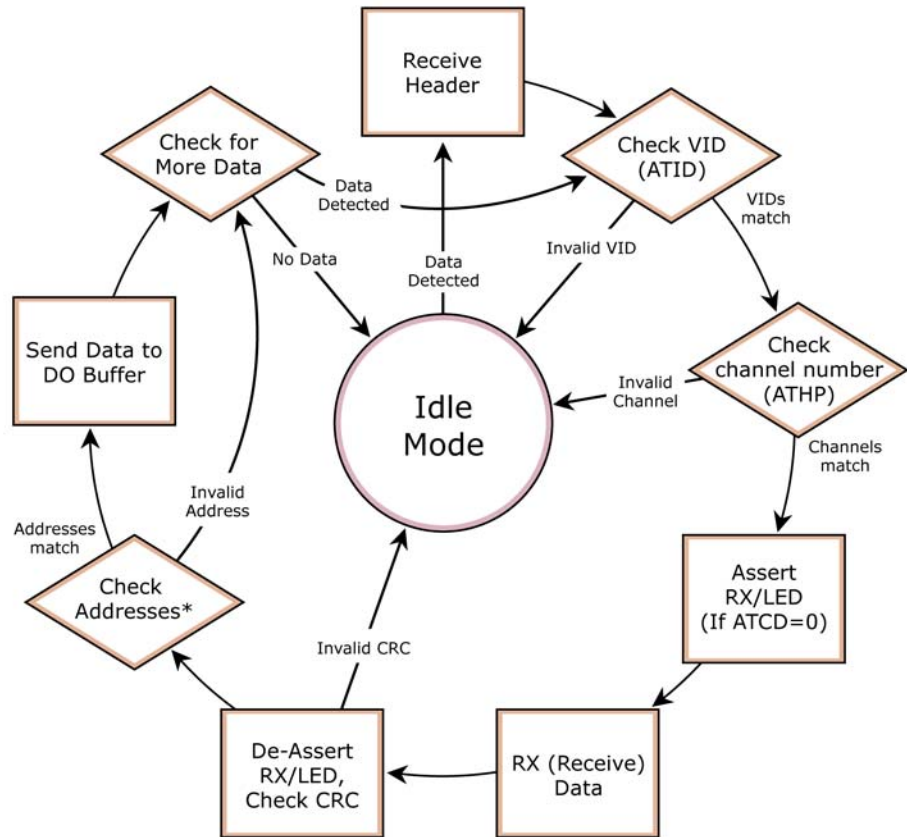 Receive
Header
Check for
More Data
Check VID
(ATID)
Data
Detected
VIDs
match
No Data
Invalid VID
Data
Detected
Send Data to
DO Buffer
Check
channel number
(ATHP)
Invalid
Channel
Idle
Mode
Channels
match
Invalid
Address
Addresses
match
Check
Addresses*
Assert
RX/LED
(If ATCD=0)
Invalid CRC
De-Assert
RX/LED,
Check CRC
RX (Receive)
Data